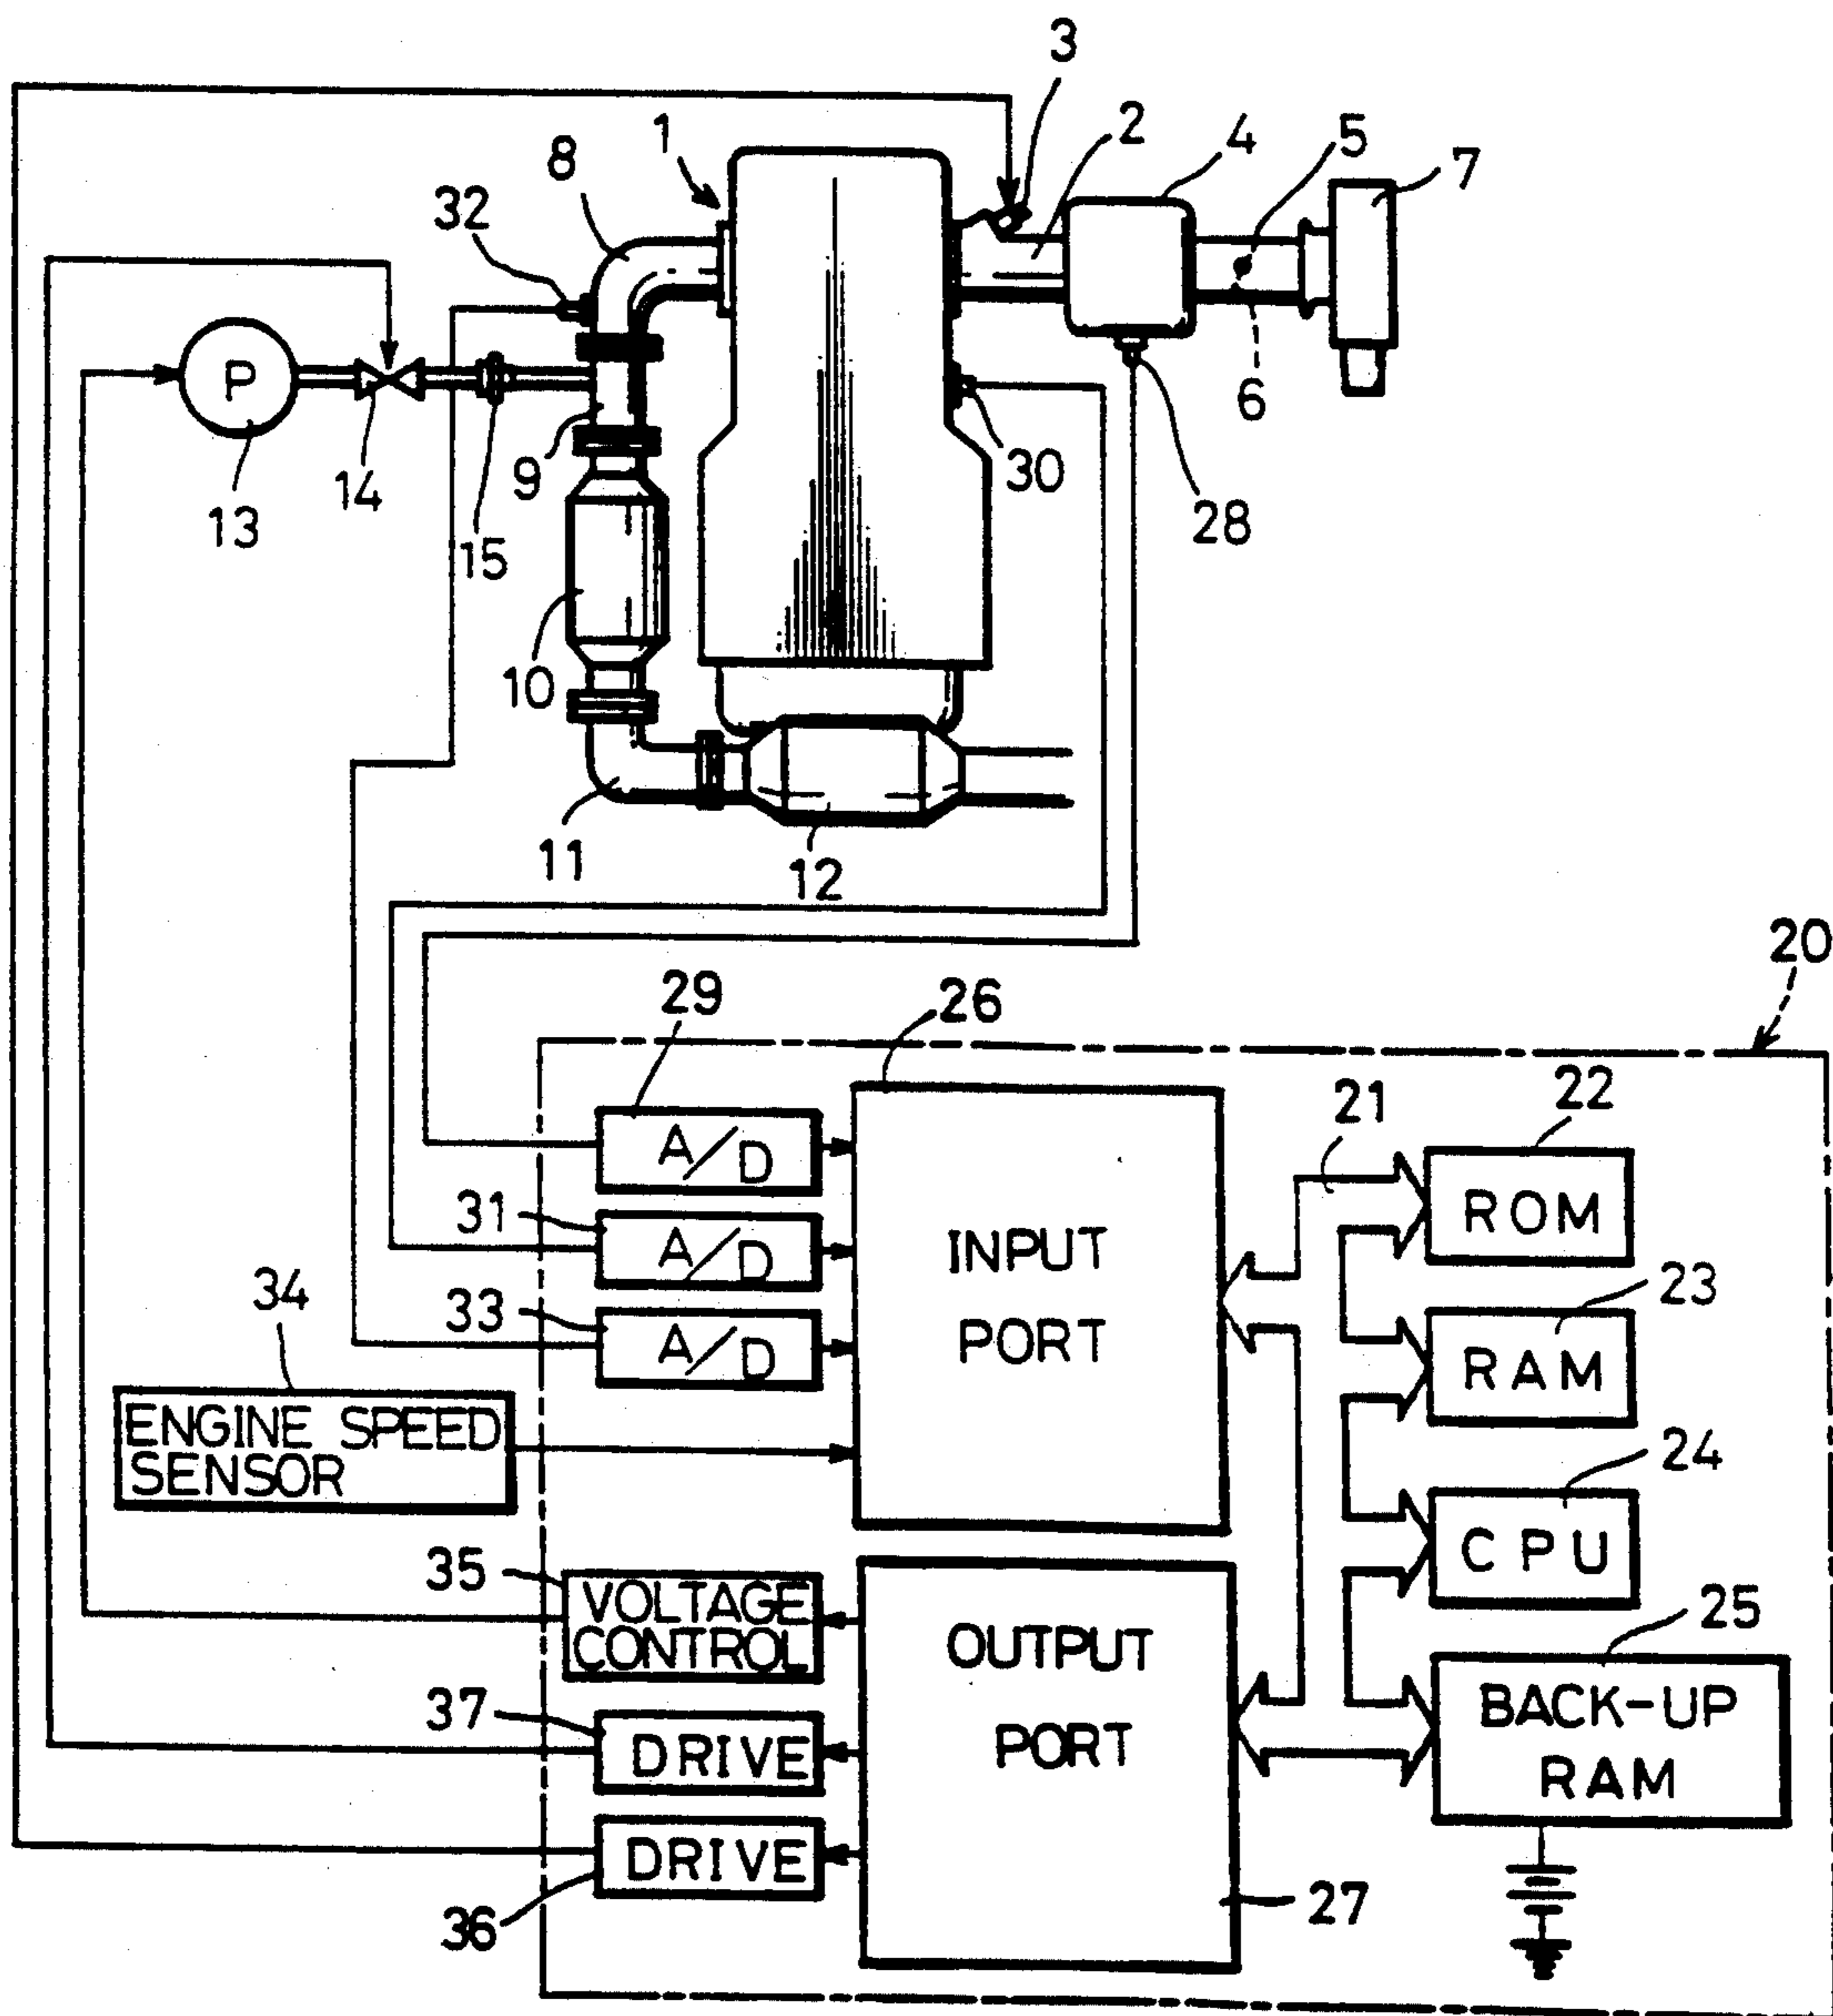 3
2
4
5
7
1
8
32
P
6
30
28
9
14
13
15
10
11
12
20
29
26
22
21
A/D
ROM
31
A/D
INPUT
PORT
23
34
33
A/D
RAM
ENGINE SPEED
SENSOR
24
CPU
35
VOLTAGE
CONTROL
25
OUTPUT
PORT
BACK-UP
RAM
37
DRIVE
DRIVE
36
27